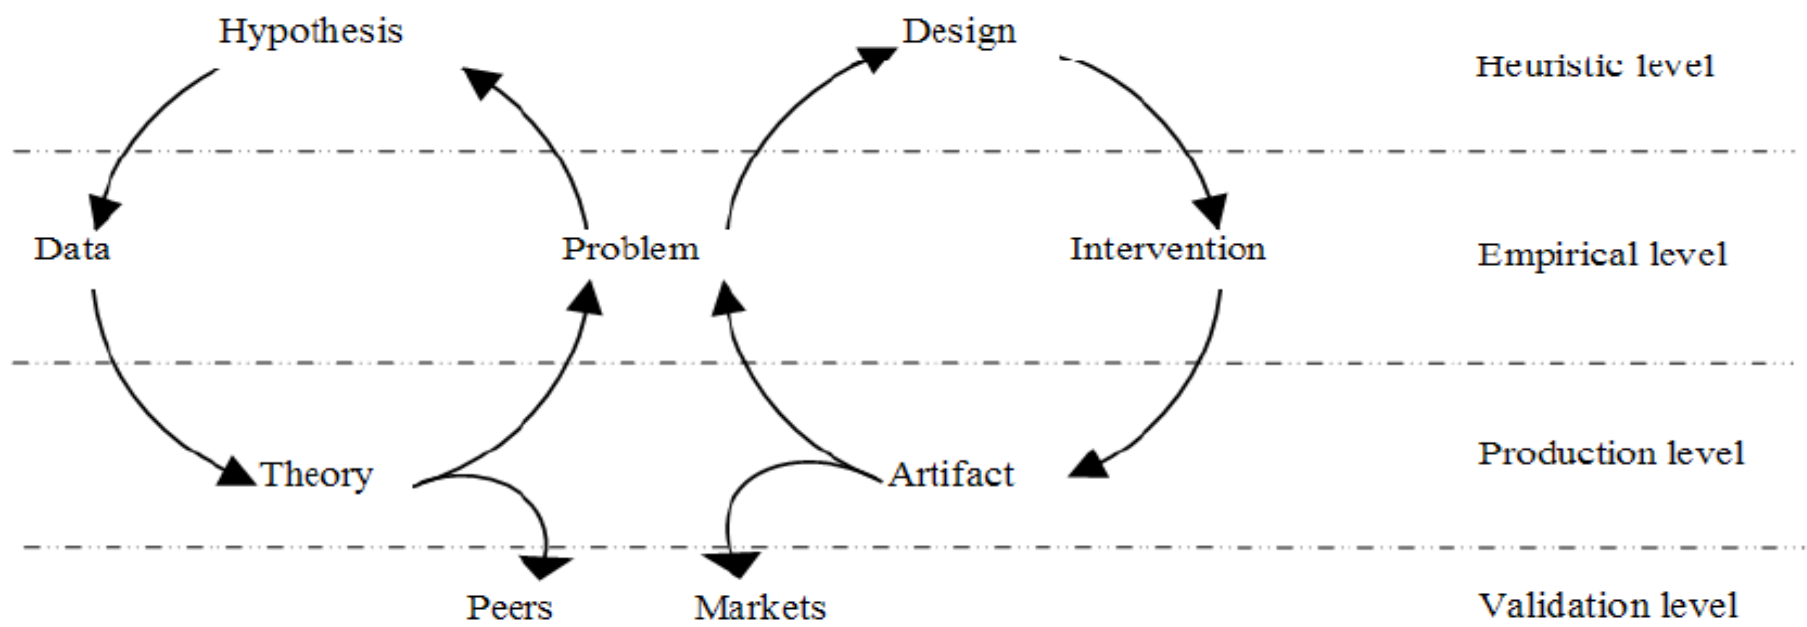 Hypothesis
Design
Heuristic level
Data
Problem
Intervention
Empirical level
Theory
Artifact
Production level
Peers
Markets
Validation level